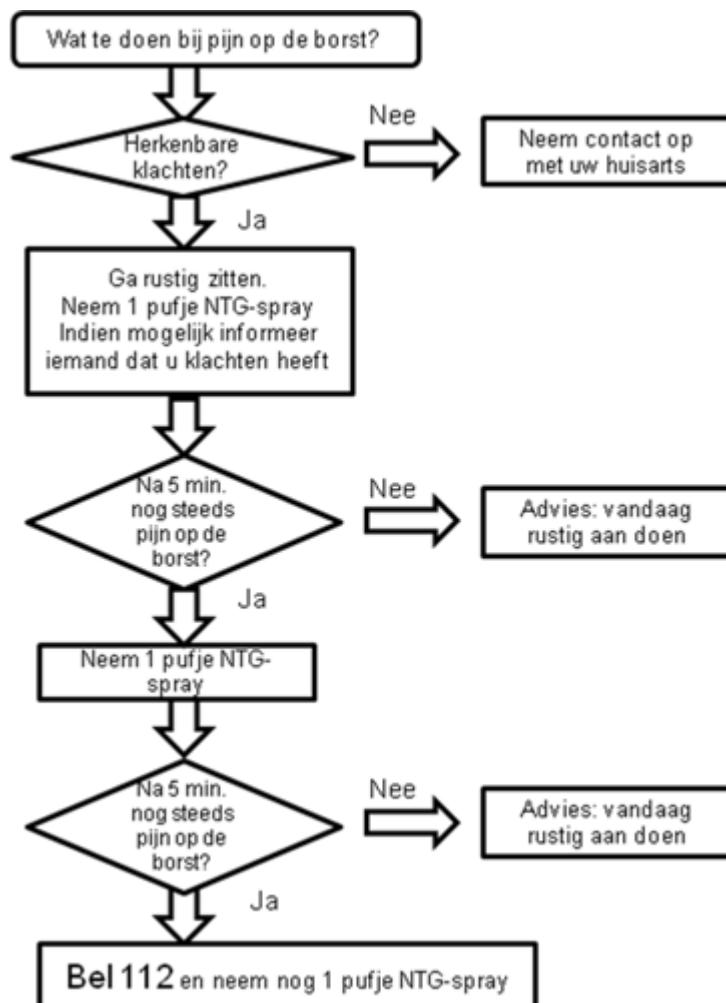 Wat te doen bij pijn op de borst?
Herkenbare
klachten?
Nee
Neem contact op
met uw huisarts
Ja
Ga rustig zitten.
Neem 1 pufje NTG-spray
Indien mogelijk informeer
iemand dat u klachten heeft
Na 5 min.
nog steeds
pijn op de
borst?
Nee
Advies: vandaag
rustig aan doen
Ja
Neem 1 pufje NTG-
spray
Na 5 min.
nog steeds
pijn op de
borst?
Nee
Advies: vandaag
rustig aan doen
Ja
Bel 112 en neem nog 1 pufje NTG-spray